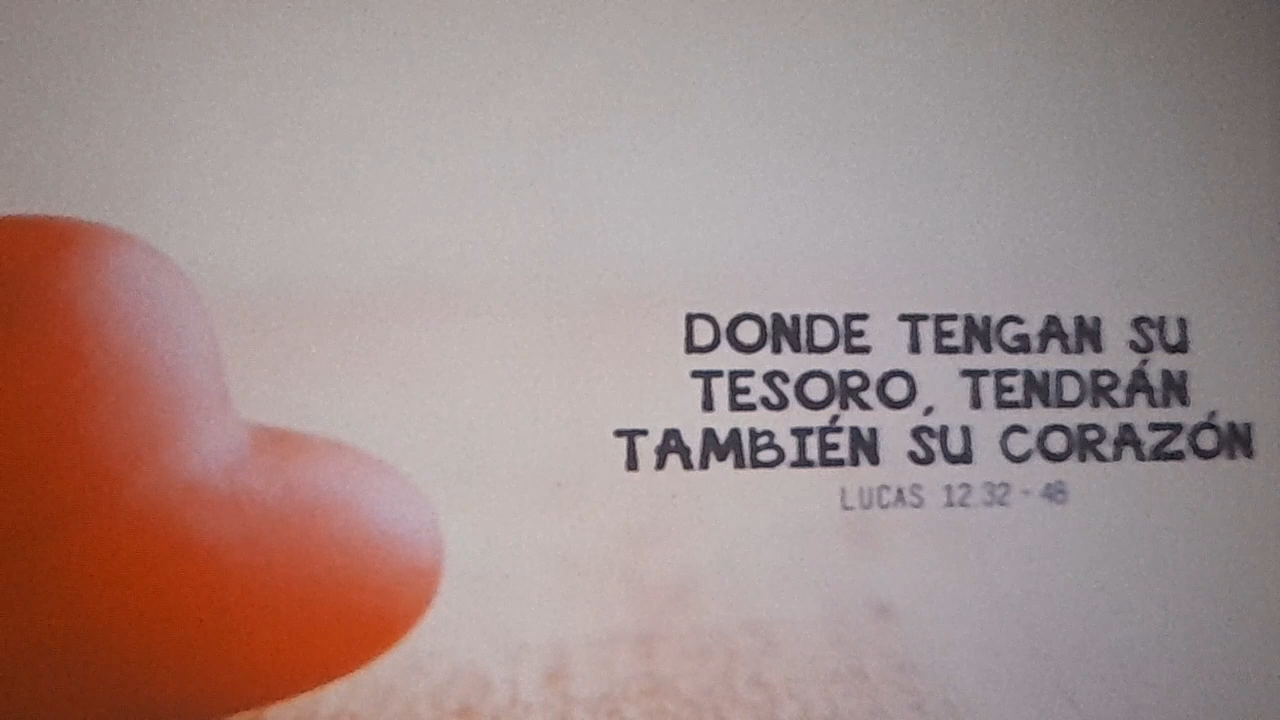 DONDE TENGAN SU
TESORO, TENDRÁN
TAMBIÉN SU CORAZÓN
LUCAS 12.32 - 48